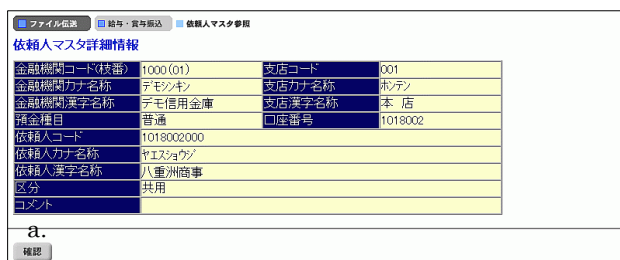 ファイル伝送 給与・賞与振込 依頼人マスタ参照
依頼人マスタ詳細情報
金融機関コード(枝番) 1000(01) 支店コード 001
金融機関カナ名称 デモシンキン 支店カナ名称 ホンテン
金融機関漢字名称 デモ信用金庫 支店漢字名称 本 店
預金種目 普通 口座番号 1018002
依頼人コード 1018002000
依頼人カナ名称 ヤエスショウジ
依頼人漢字名称 八重洲商事
区分 共用
コメント
a.
確認